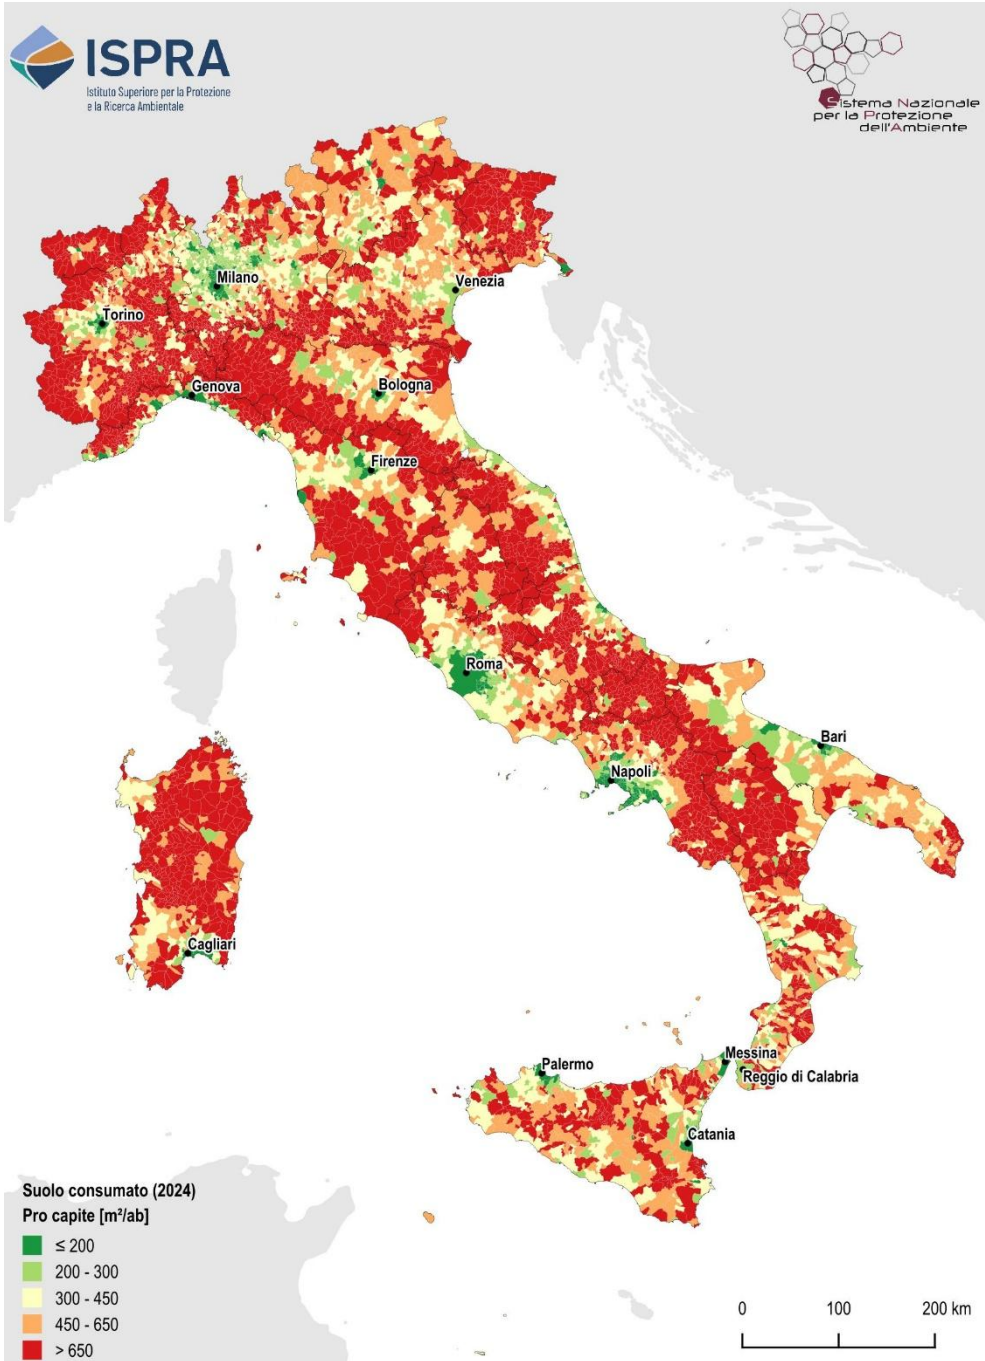 ISPRA
Istituto Superiore per la Protezione
e la Ricerca Ambientale
Sistema Nazionale
per la Protezione
dell'Ambiente
Milano
Venezia
Torino
Genova
Bologna
Firenze
Roma
Bari
Napoli
Cagliari
Messina
Palermo
Reggio di Calabria
Catania
Suolo consumato (2024)
Pro capite [m²/ab]
≤ 200
200 - 300
300 - 450
450 - 650
> 650
0 100 200 km